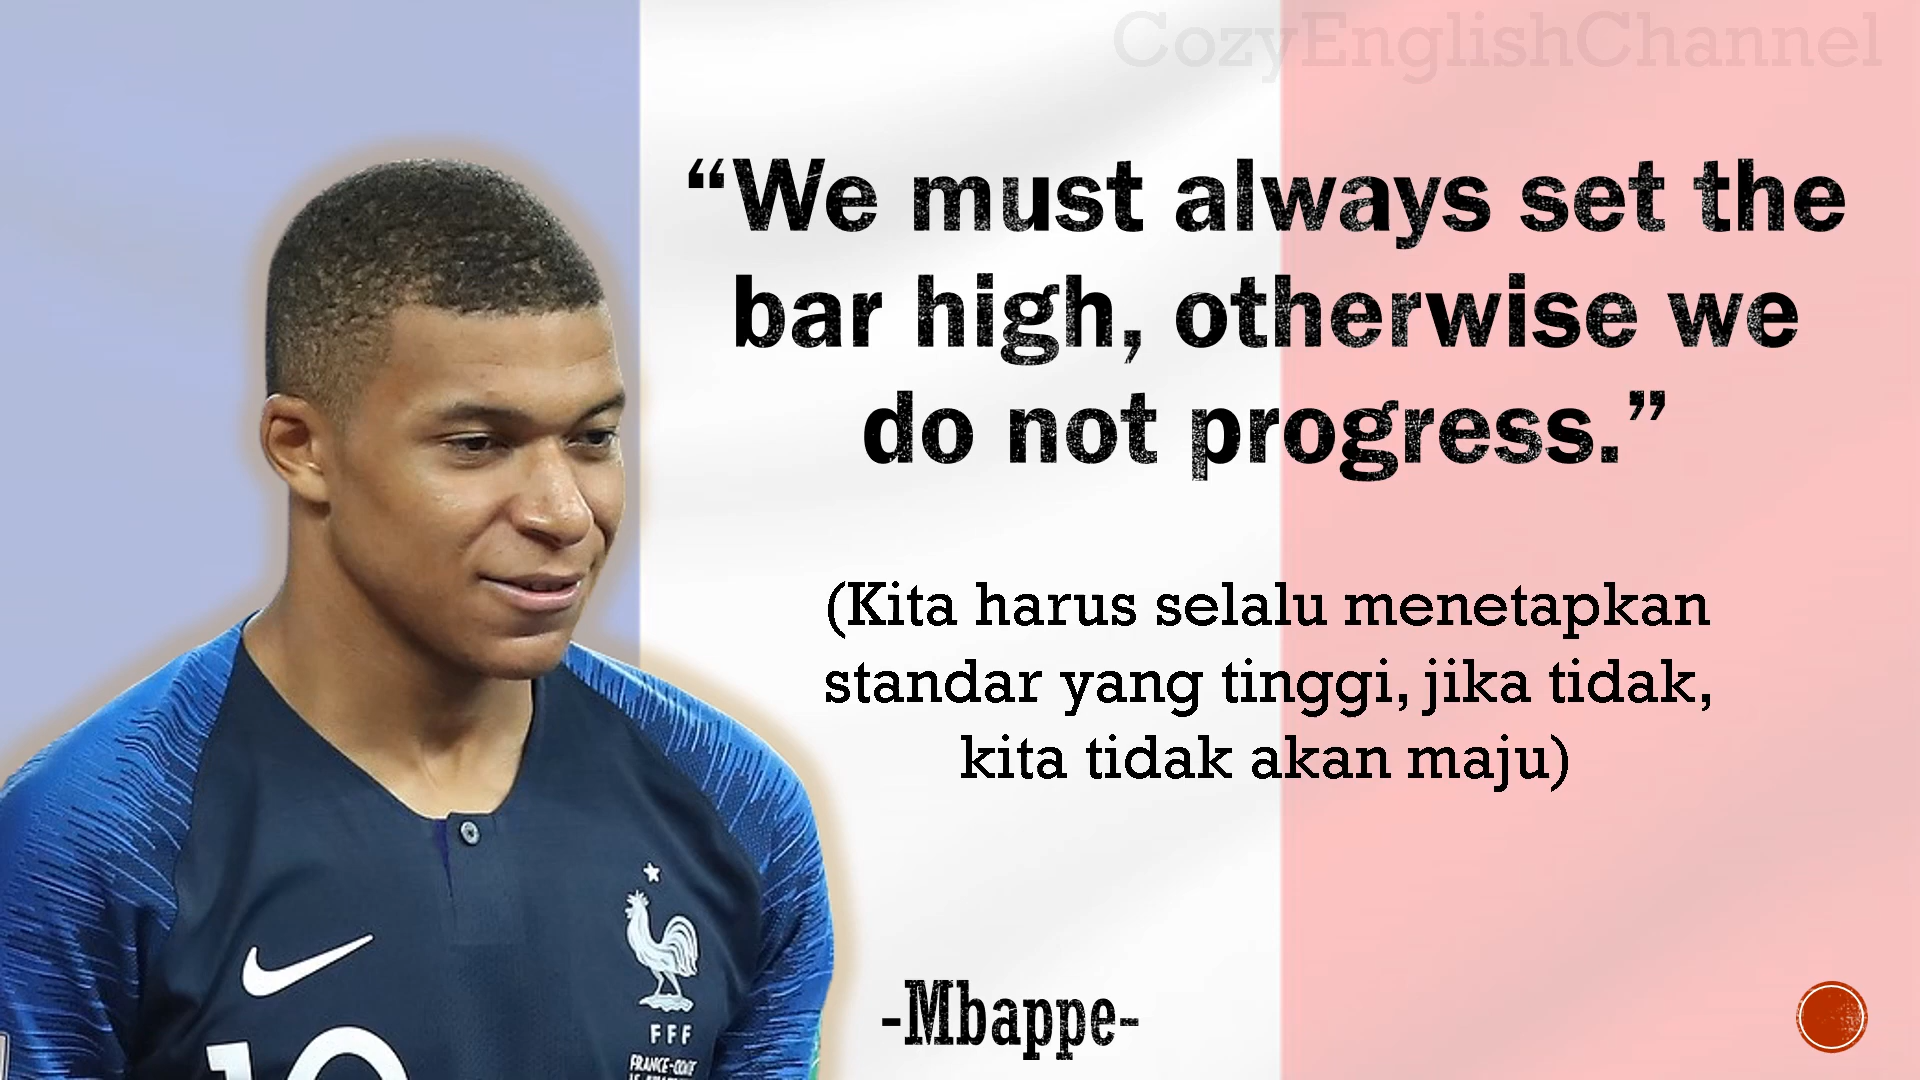 CozyEnglishChannel
“We must always set the
bar high, otherwise we
do not progress.”
(Kita harus selalu menetapkan
standar yang tinggi, jika tidak,
kita tidak akan maju)
FFF
-Mbappe-
10